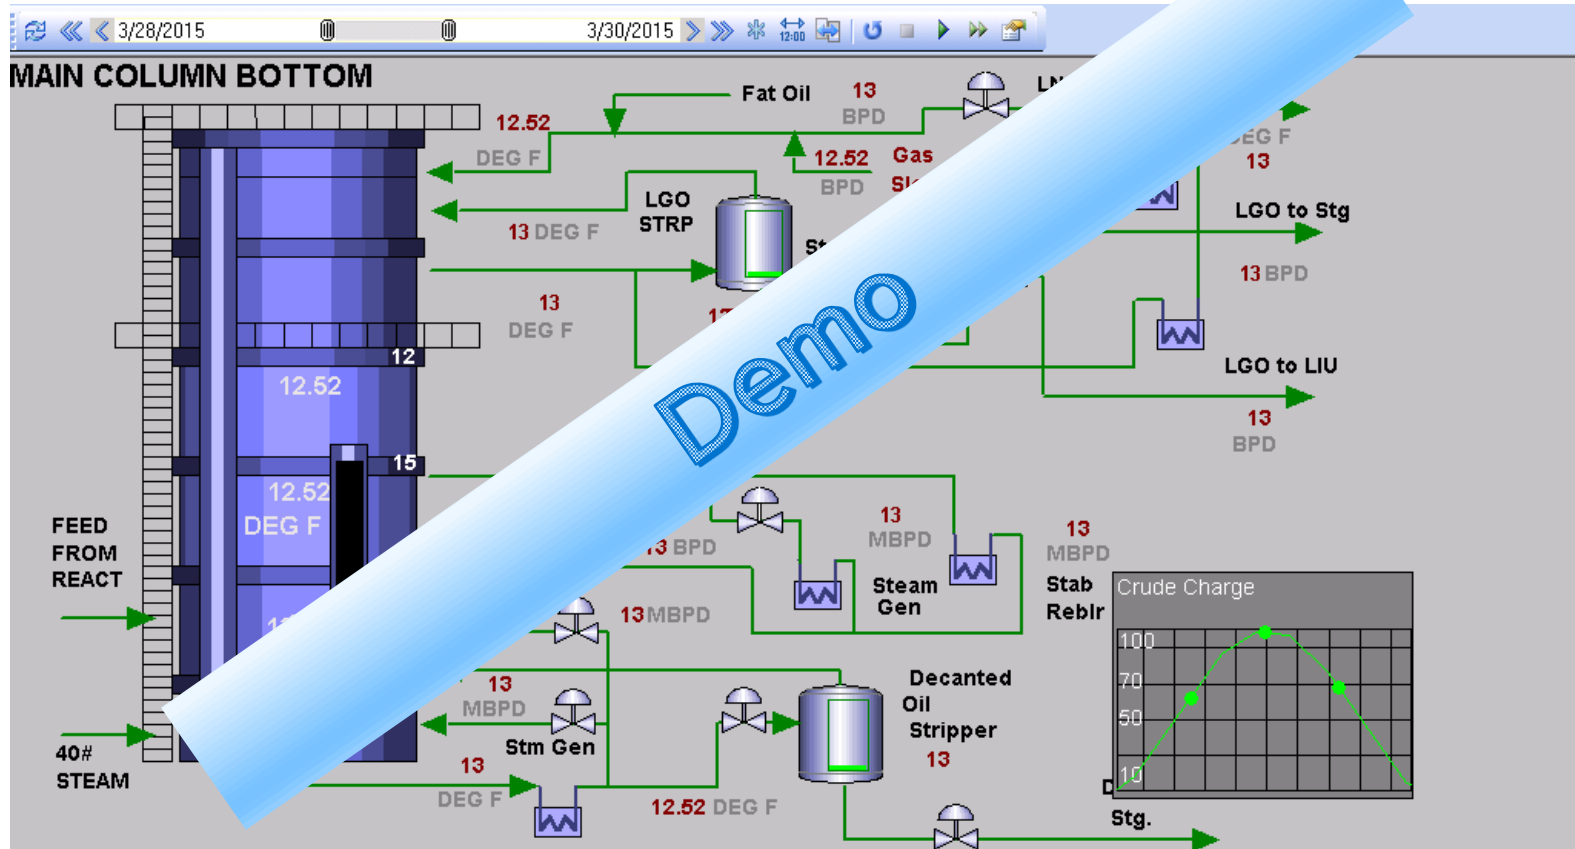 3/28/2015
3/30/2015
12:00
MAIN COLUMN BOTTOM
Fat Oil
13
BPD
12.52
DEG F
12.52
BPD
Gas
DEG F
13
LGO
STRP
13 DEG F
LGO to Stg
13 BPD
13
DEG F
12
12.52
LGO to LIU
13
BPD
15
12.52
DEG F
Demo
FEED
FROM
REACT
13 BPD
13
MBPD
13
MBPD
Steam
Gen
Stab
Reblr
13 MBPD
Crude Charge
100
70
50
10
13
MBPD
Stm Gen
Decanted
Oil
Stripper
13
40#
STEAM
13
DEG F
12.52 DEG F
Stg.